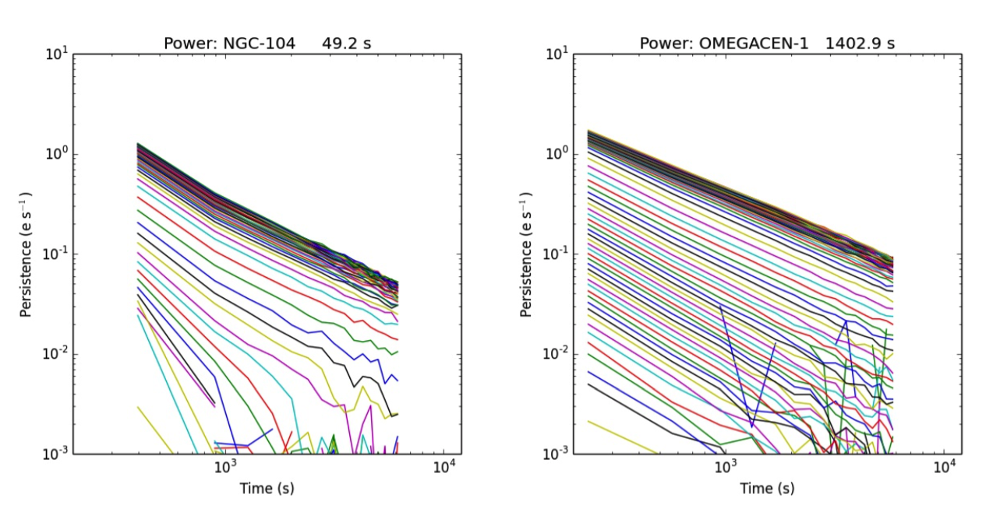 Power: NGC-104 49.2 s
10^1
10^0
10^-1
10^-2
10^-3
Persistence (e s^-1)
10^3
10^4
Time (s)
Power: OMEGACEN-1 1402.9 s
10^1
10^0
10^-1
10^-2
10^-3
Persistence (e s^-1)
10^3
10^4
Time (s)